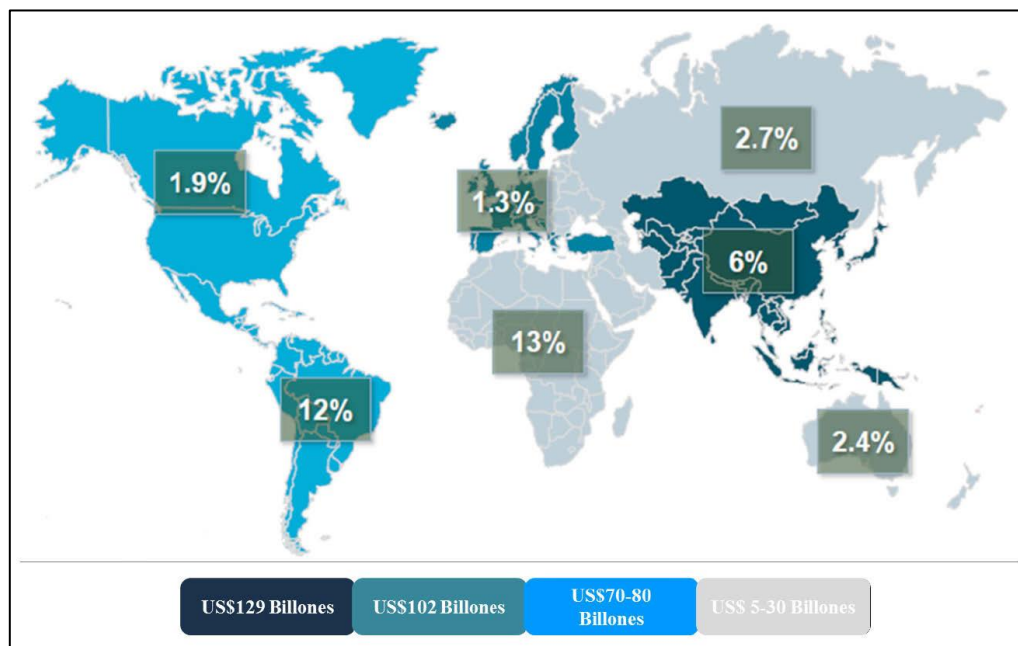 2.7%
1.9%
1.3%
6%
13%
12%
2.4%
US$129 Billones
US$102 Billones
US$70-80
Billones
US$ 5-30 Billones